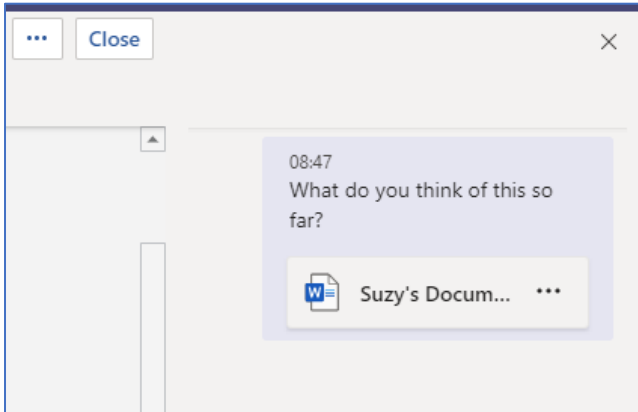 ••• Close
08:47
What do you think of this so
far?
W Suzy's Docum... •••